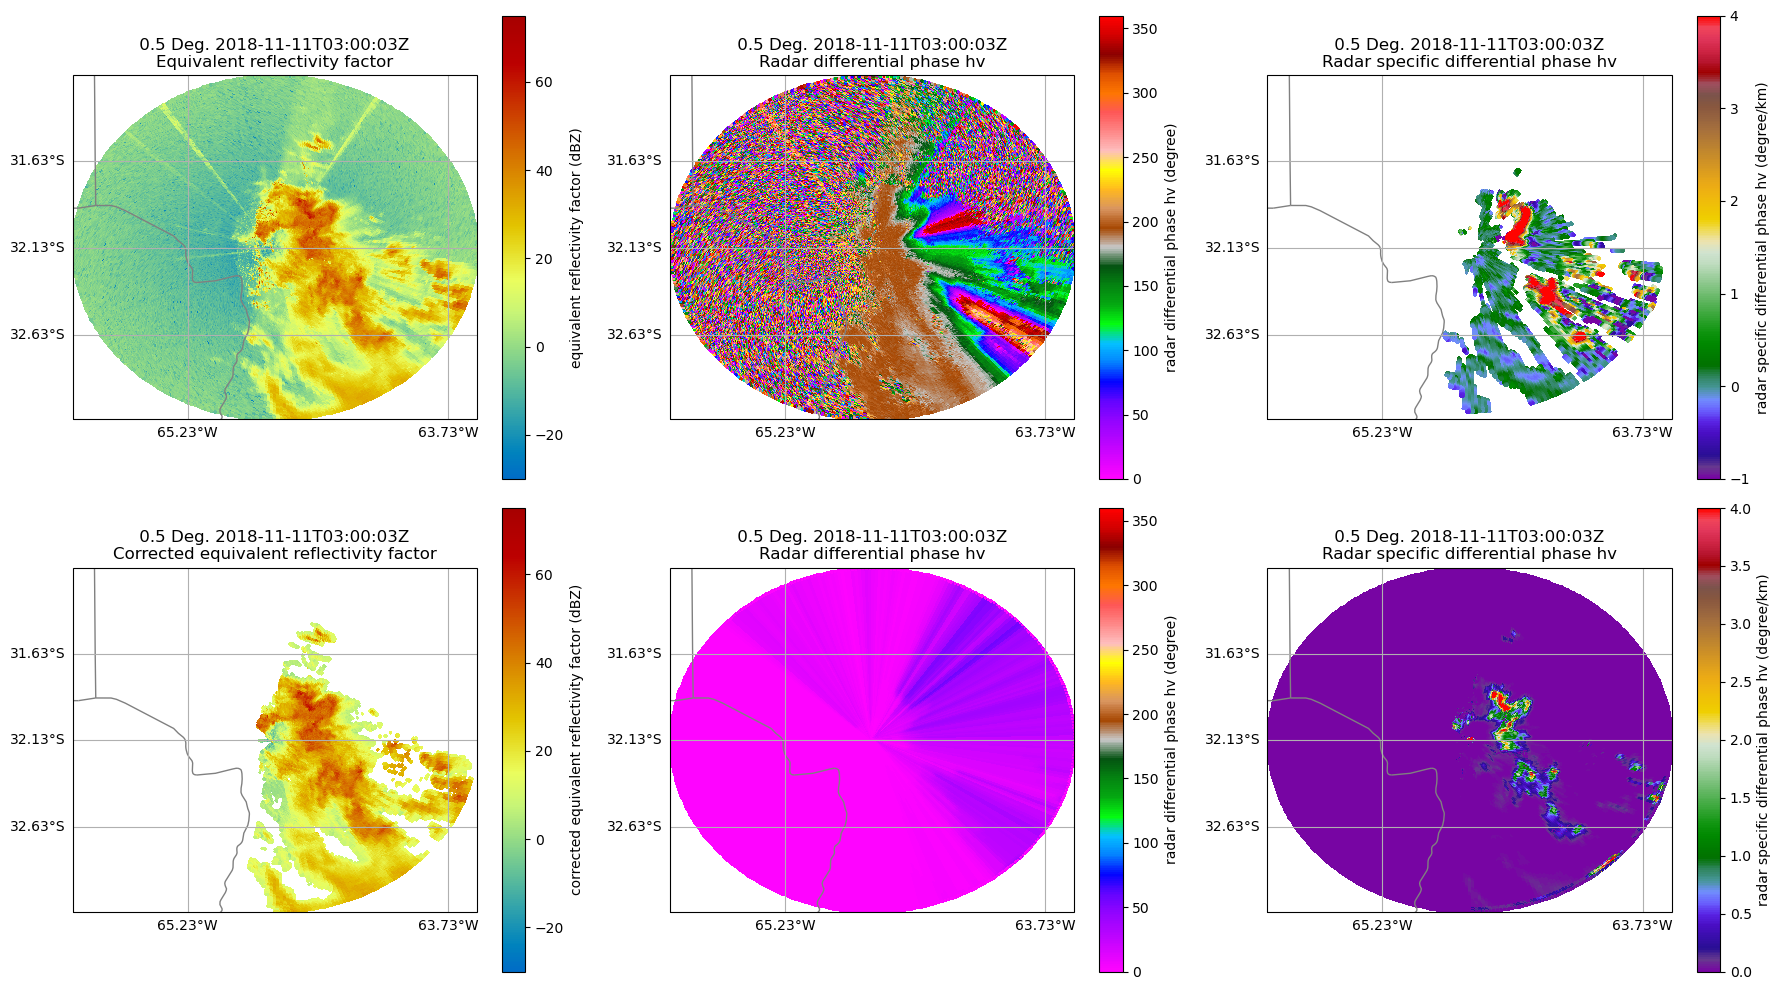 0.5 Deg. 2018-11-11T03:00:03Z
Equivalent reflectivity factor
31.63°S
32.13°S
32.63°S
65.23°W
63.73°W
60
40
20
0
−20
equivalent reflectivity factor (dBZ)
0.5 Deg. 2018-11-11T03:00:03Z
Radar differential phase hv
31.63°S
32.13°S
32.63°S
65.23°W
63.73°W
350
300
250
200
150
100
50
0
radar differential phase hv (degree)
0.5 Deg. 2018-11-11T03:00:03Z
Radar specific differential phase hv
31.63°S
32.13°S
32.63°S
65.23°W
63.73°W
4
3
2
1
0
−1
radar specific differential phase hv (degree/km)
0.5 Deg. 2018-11-11T03:00:03Z
Corrected equivalent reflectivity factor
31.63°S
32.13°S
32.63°S
65.23°W
63.73°W
60
40
20
0
−20
corrected equivalent reflectivity factor (dBZ)
0.5 Deg. 2018-11-11T03:00:03Z
Radar differential phase hv
31.63°S
32.13°S
32.63°S
65.23°W
63.73°W
350
300
250
200
150
100
50
0
radar differential phase hv (degree)
0.5 Deg. 2018-11-11T03:00:03Z
Radar specific differential phase hv
31.63°S
32.13°S
32.63°S
65.23°W
63.73°W
4.0
3.5
3.0
2.5
2.0
1.5
1.0
0.5
0.0
radar specific differential phase hv (degree/km)